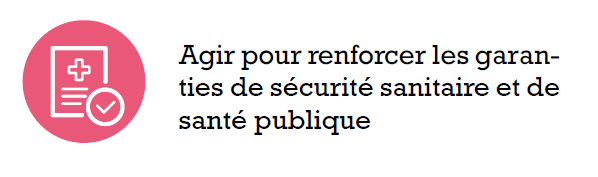 Agir pour renforcer les garan-
ties de sécurité sanitaire et de
santé publique